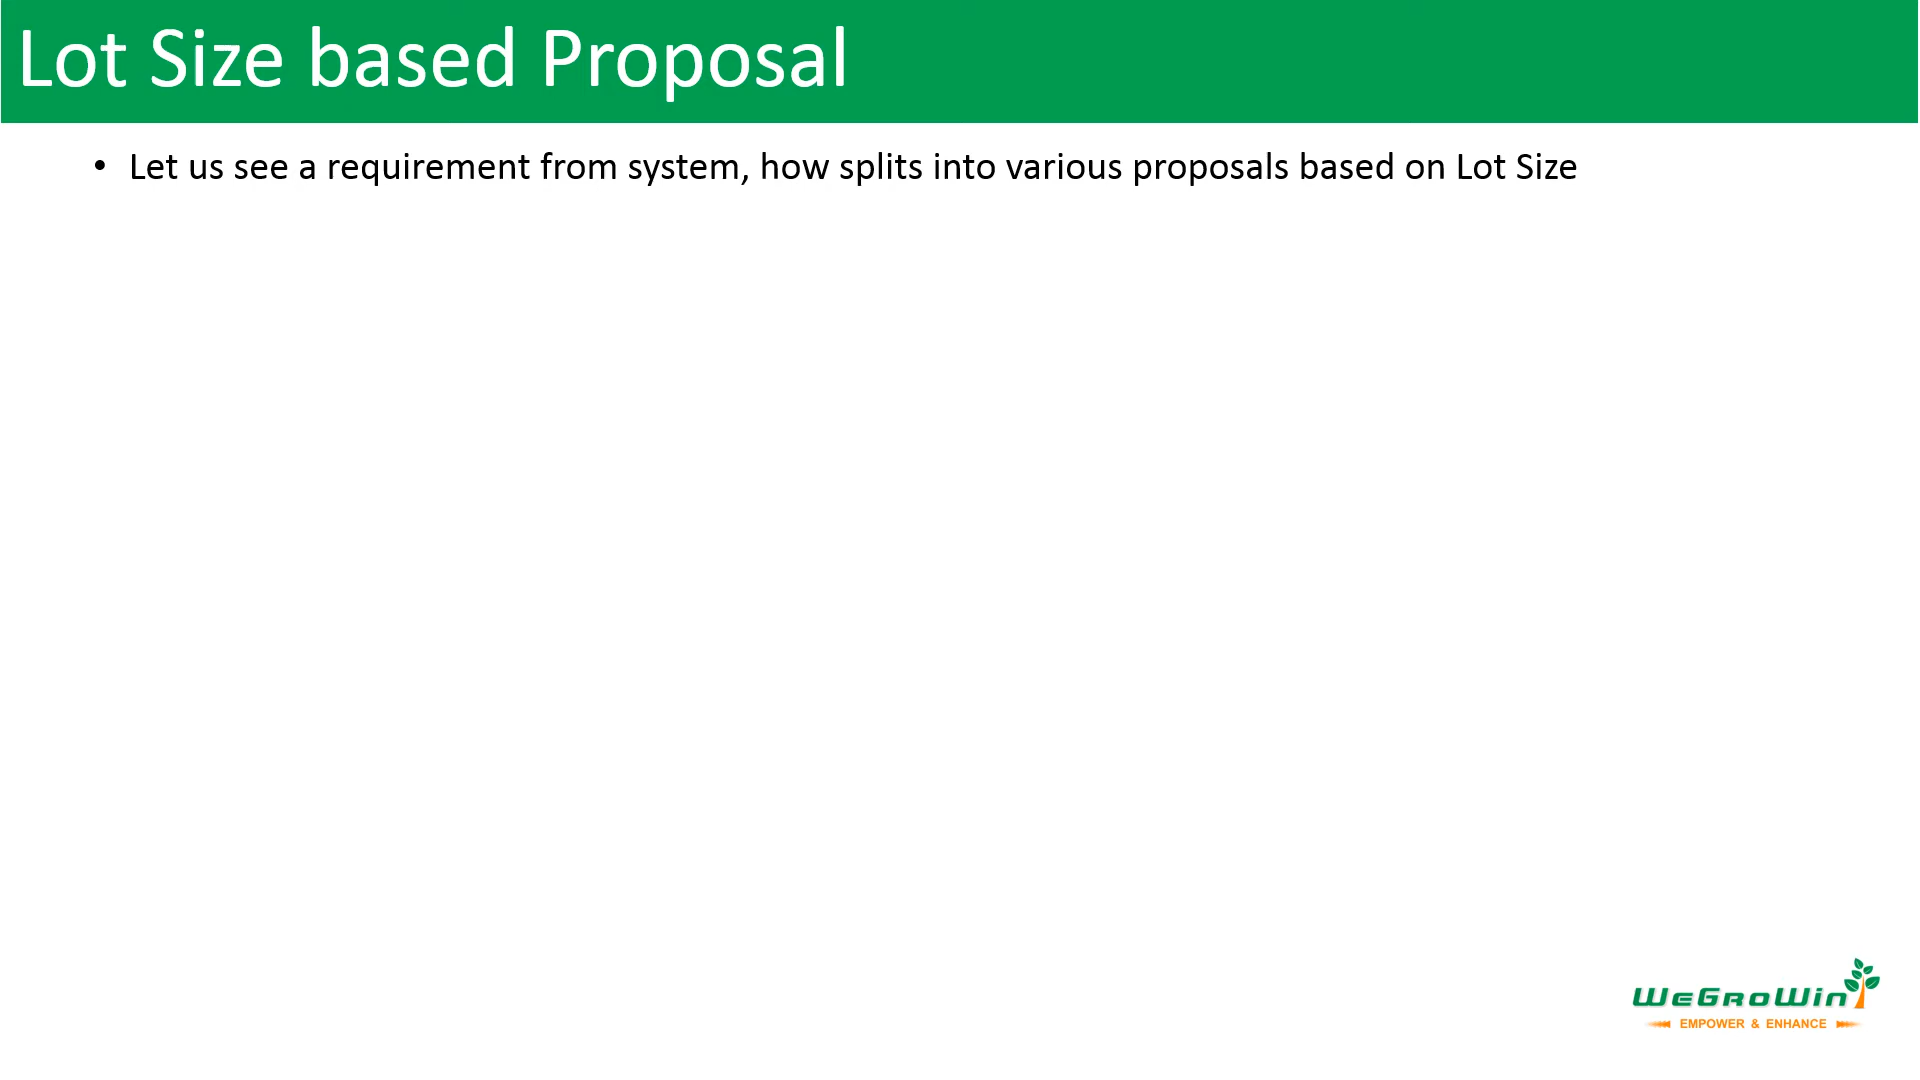 Lot Size based Proposal
• Let us see a requirement from system, how splits into various proposals based on Lot Size
WeGroWin
EMPOWER & ENHANCE